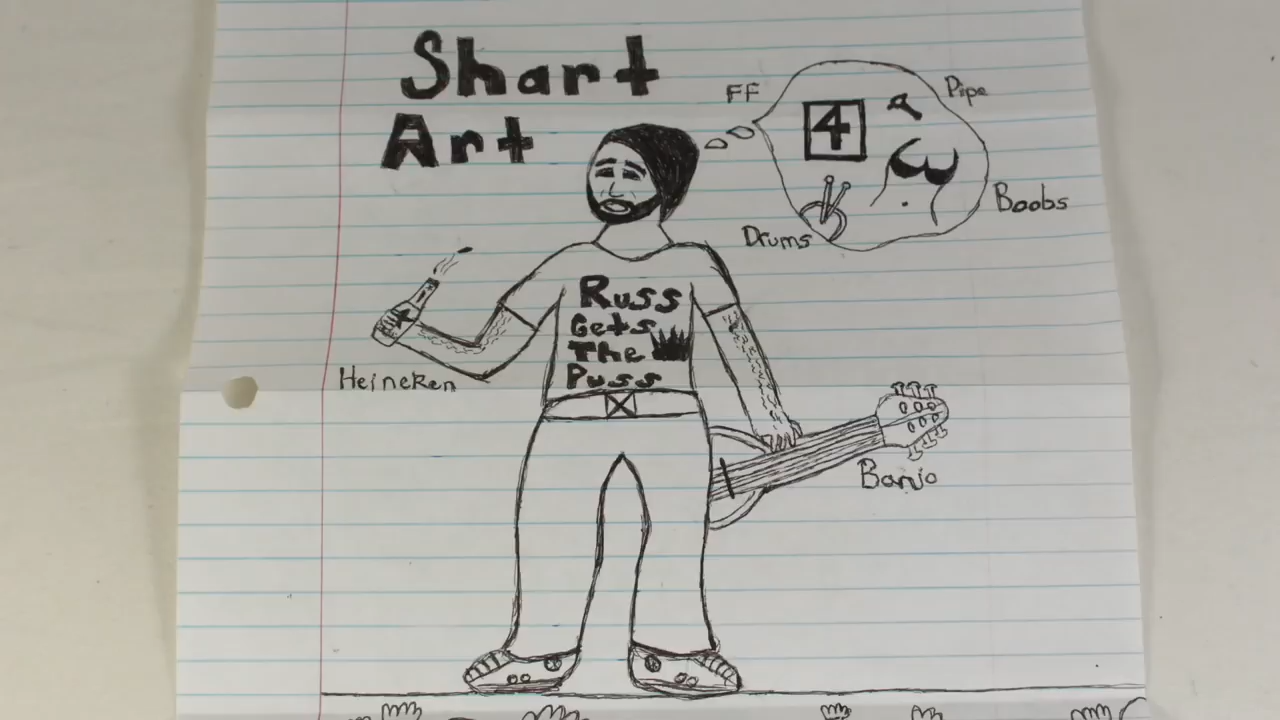 Shart
Art
FF
4
Pipe
Boobs
Drums
Russ
Gets
The
Puss
Heineken
Banjo